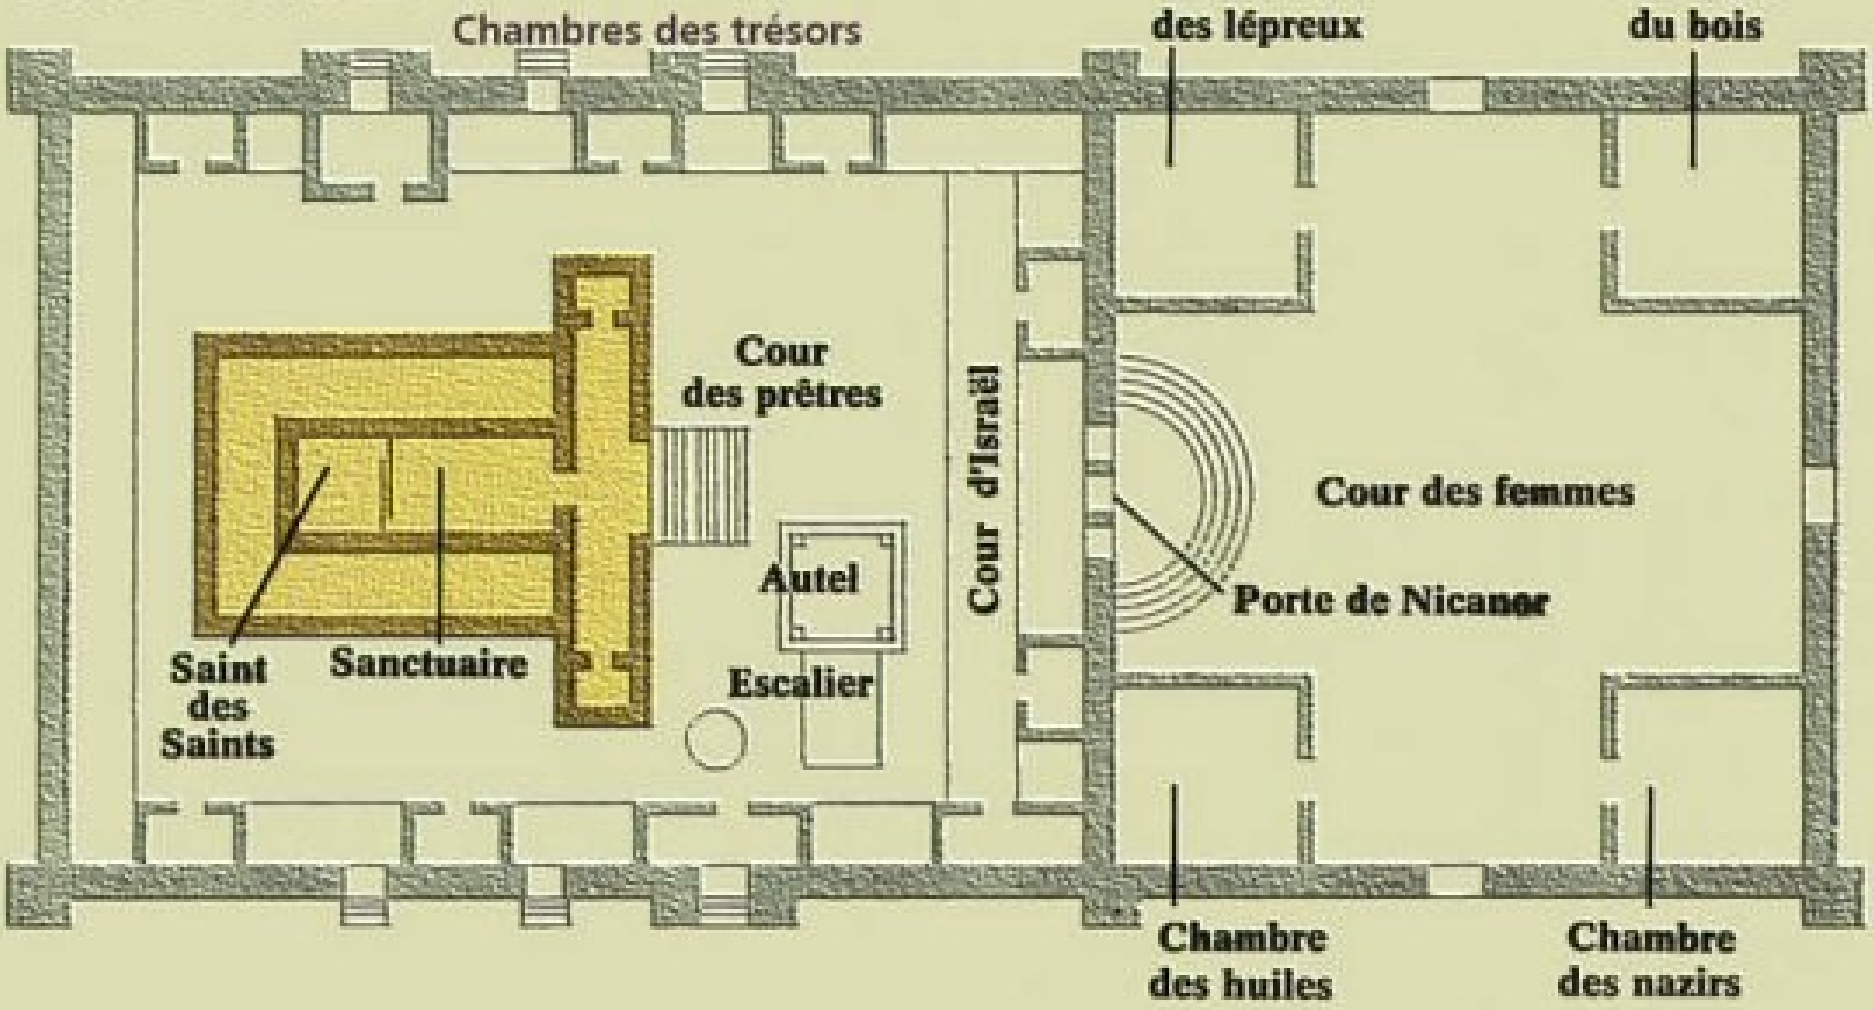 Chambres des trésors
des lépreux
du bois
Cour
des prêtres
Cour d'Israël
Cour des femmes
Autel
Porte de Nicanor
Escalier
Saint
des
Saints
Sanctuaire
Chambre
des huiles
Chambre
des nazirs